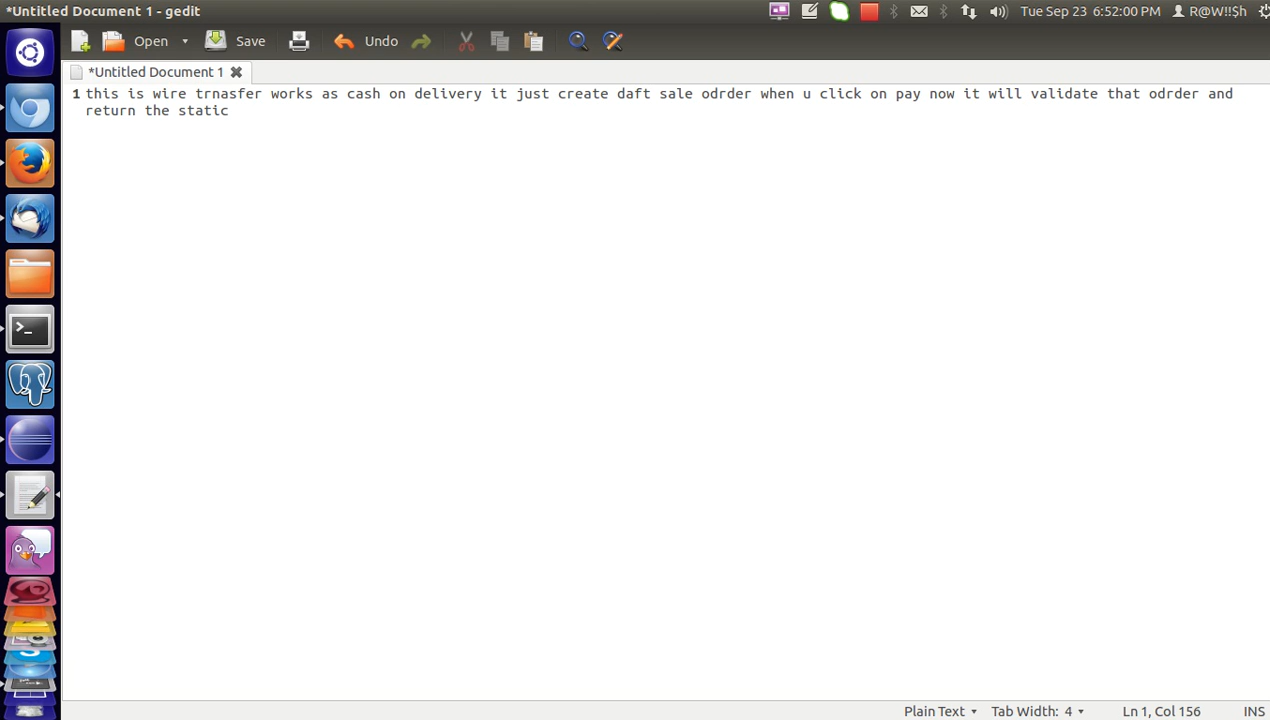 *Untitled Document 1 - gedit
Tue Sep 23 6:52:00 PM R@W!!$h
Open Save Undo
*Untitled Document 1
1 this is wire trnasfer works as cash on delivery it just create daft sale odrder when u click on pay now it will validate that odrder and
return the static
Plain Text Tab Width: 4 Ln 1, Col 156 INS